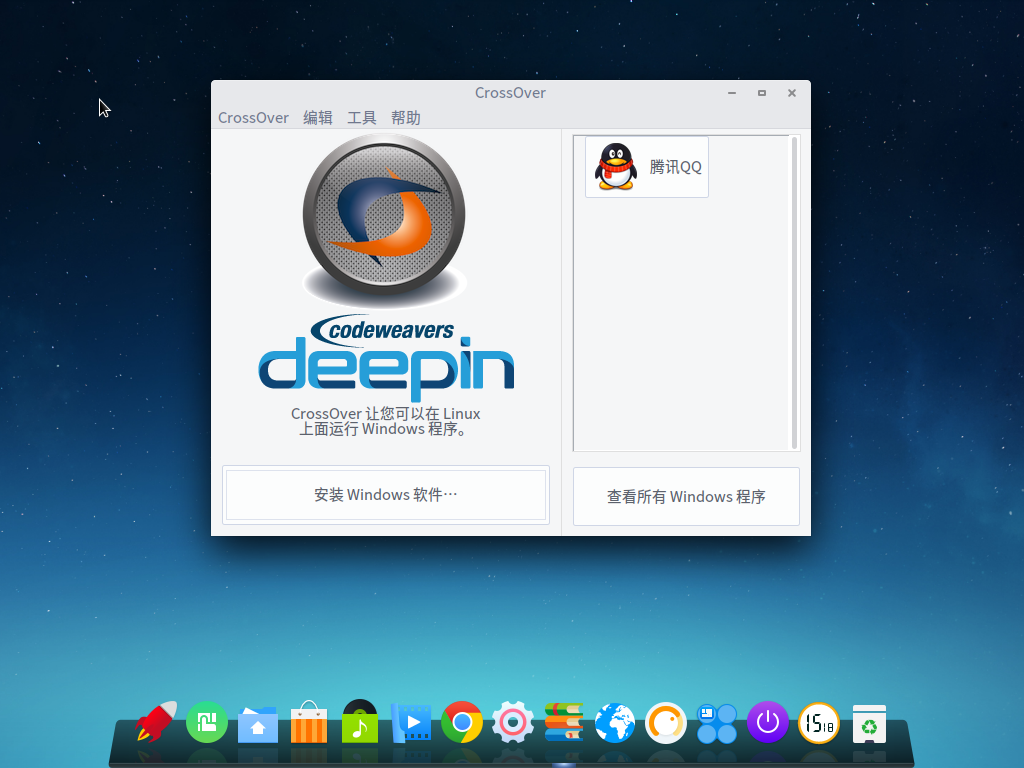 CrossOver
CrossOver 编辑 工具 帮助
腾讯QQ
codeweavers
deepin
CrossOver 让您可以在 Linux
上面运行 Windows 程序。
安装 Windows 软件…
查看所有 Windows 程序
15 18